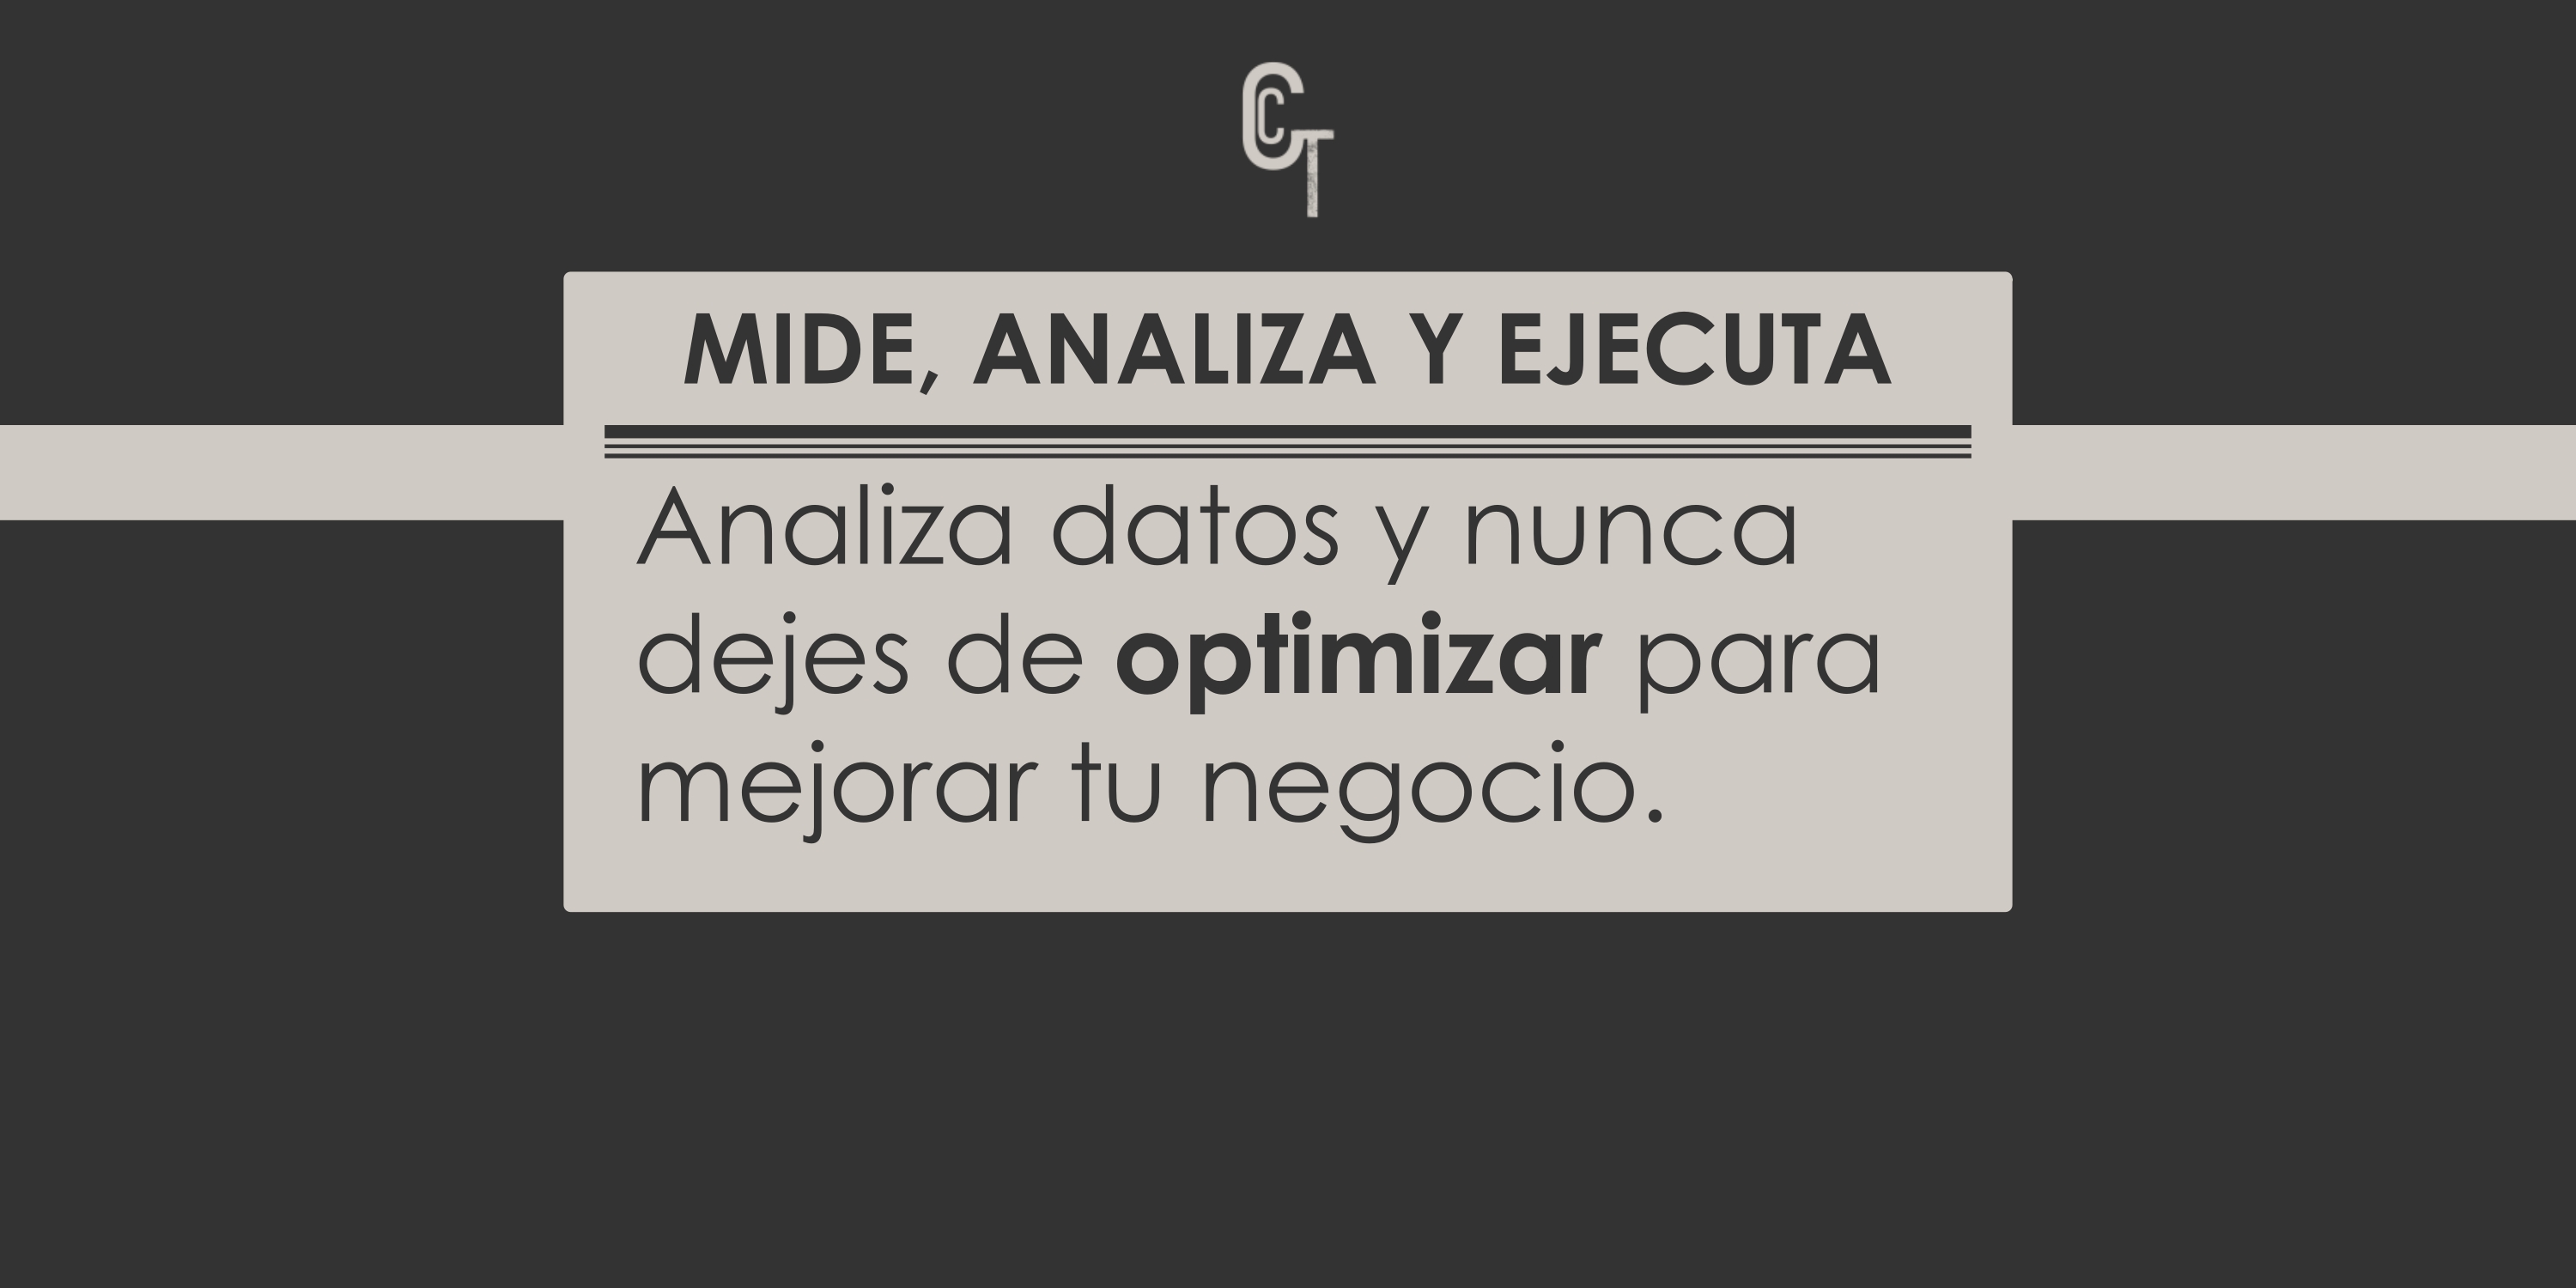 CCT
MIDE, ANALIZA Y EJECUTA
Analiza datos y nunca
dejes de optimizar para
mejorar tu negocio.